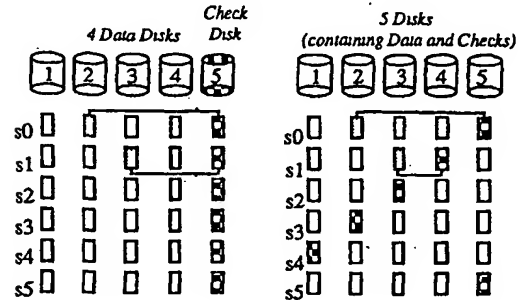 4 Data Disks
Check
Disk
1 2 3 4 5
s0
s1
s2
s3
s4
s5
5 Disks
(containing Data and Checks)
1 2 3 4 5
s0
s1
s2
s3
s4
s5